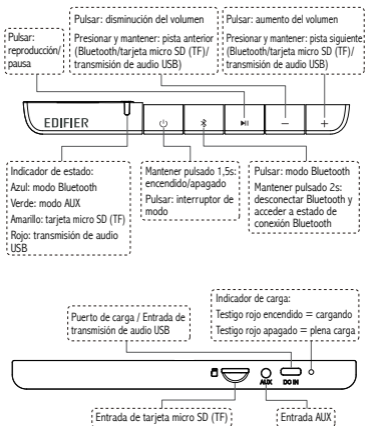 Pulsar:
reproducción/
pausa
Pulsar: disminución del volumen
Presionar y mantener: pista anterior
(Bluetooth/tarjeta micro SD (TF)/
transmisión de audio USB)
Pulsar: aumento del volumen
Presionar y mantener: pista siguiente
(Bluetooth/tarjeta micro SD (TF)/
transmisión de audio USB)
EDIFIER
Indicador de estado:
Azul: modo Bluetooth
Verde: modo AUX
Amarillo: tarjeta micro SD (TF)
Rojo: transmisión de audio
USB
Mantener pulsado 1,5s:
encendido/apagado
Pulsar: interruptor de
modo
Pulsar: modo Bluetooth
Mantener pulsado 2s:
desconectar Bluetooth y
acceder a estado de
conexión Bluetooth
Puerto de carga / Entrada de
transmisión de audio USB
Indicador de carga:
Testigo rojo encendido = cargando
Testigo rojo apagado = plena carga
AUX
DC IN
Entrada de tarjeta micro SD (TF)
Entrada AUX